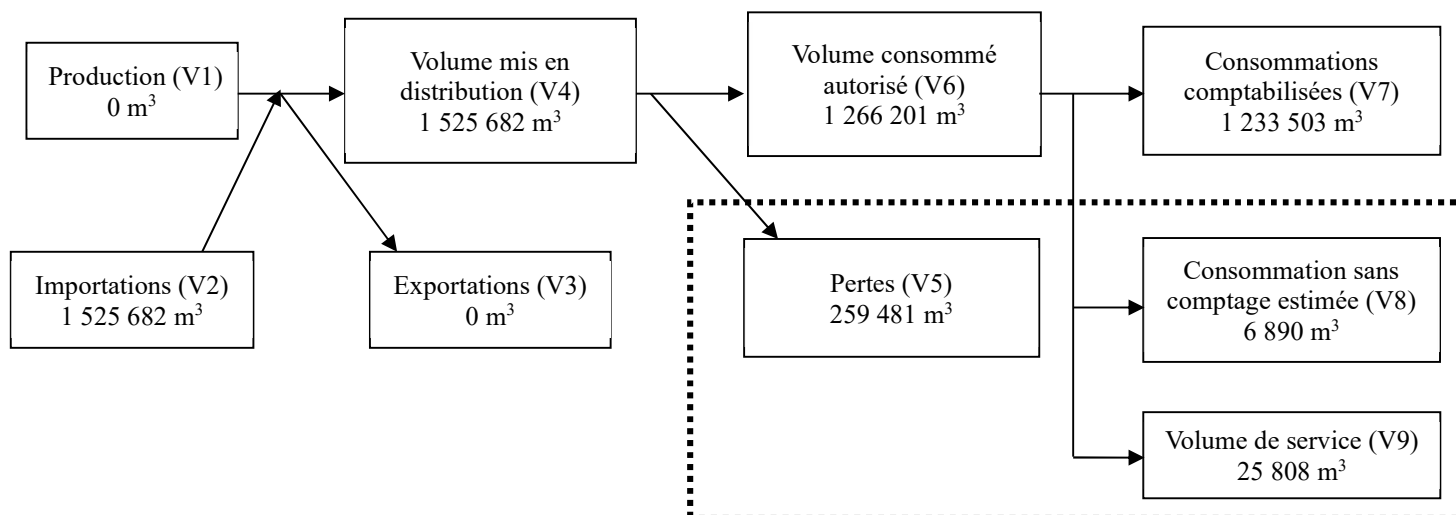 Production (V1)
0 m³
Volume mis en
distribution (V4)
1 525 682 m³
Volume consommé
autorisé (V6)
1 266 201 m³
Consommations
comptabilisées (V7)
1 233 503 m³
Importations (V2)
1 525 682 m³
Exportations (V3)
0 m³
Pertes (V5)
259 481 m³
Consommation sans
comptage estimée (V8)
6 890 m³
Volume de service (V9)
25 808 m³